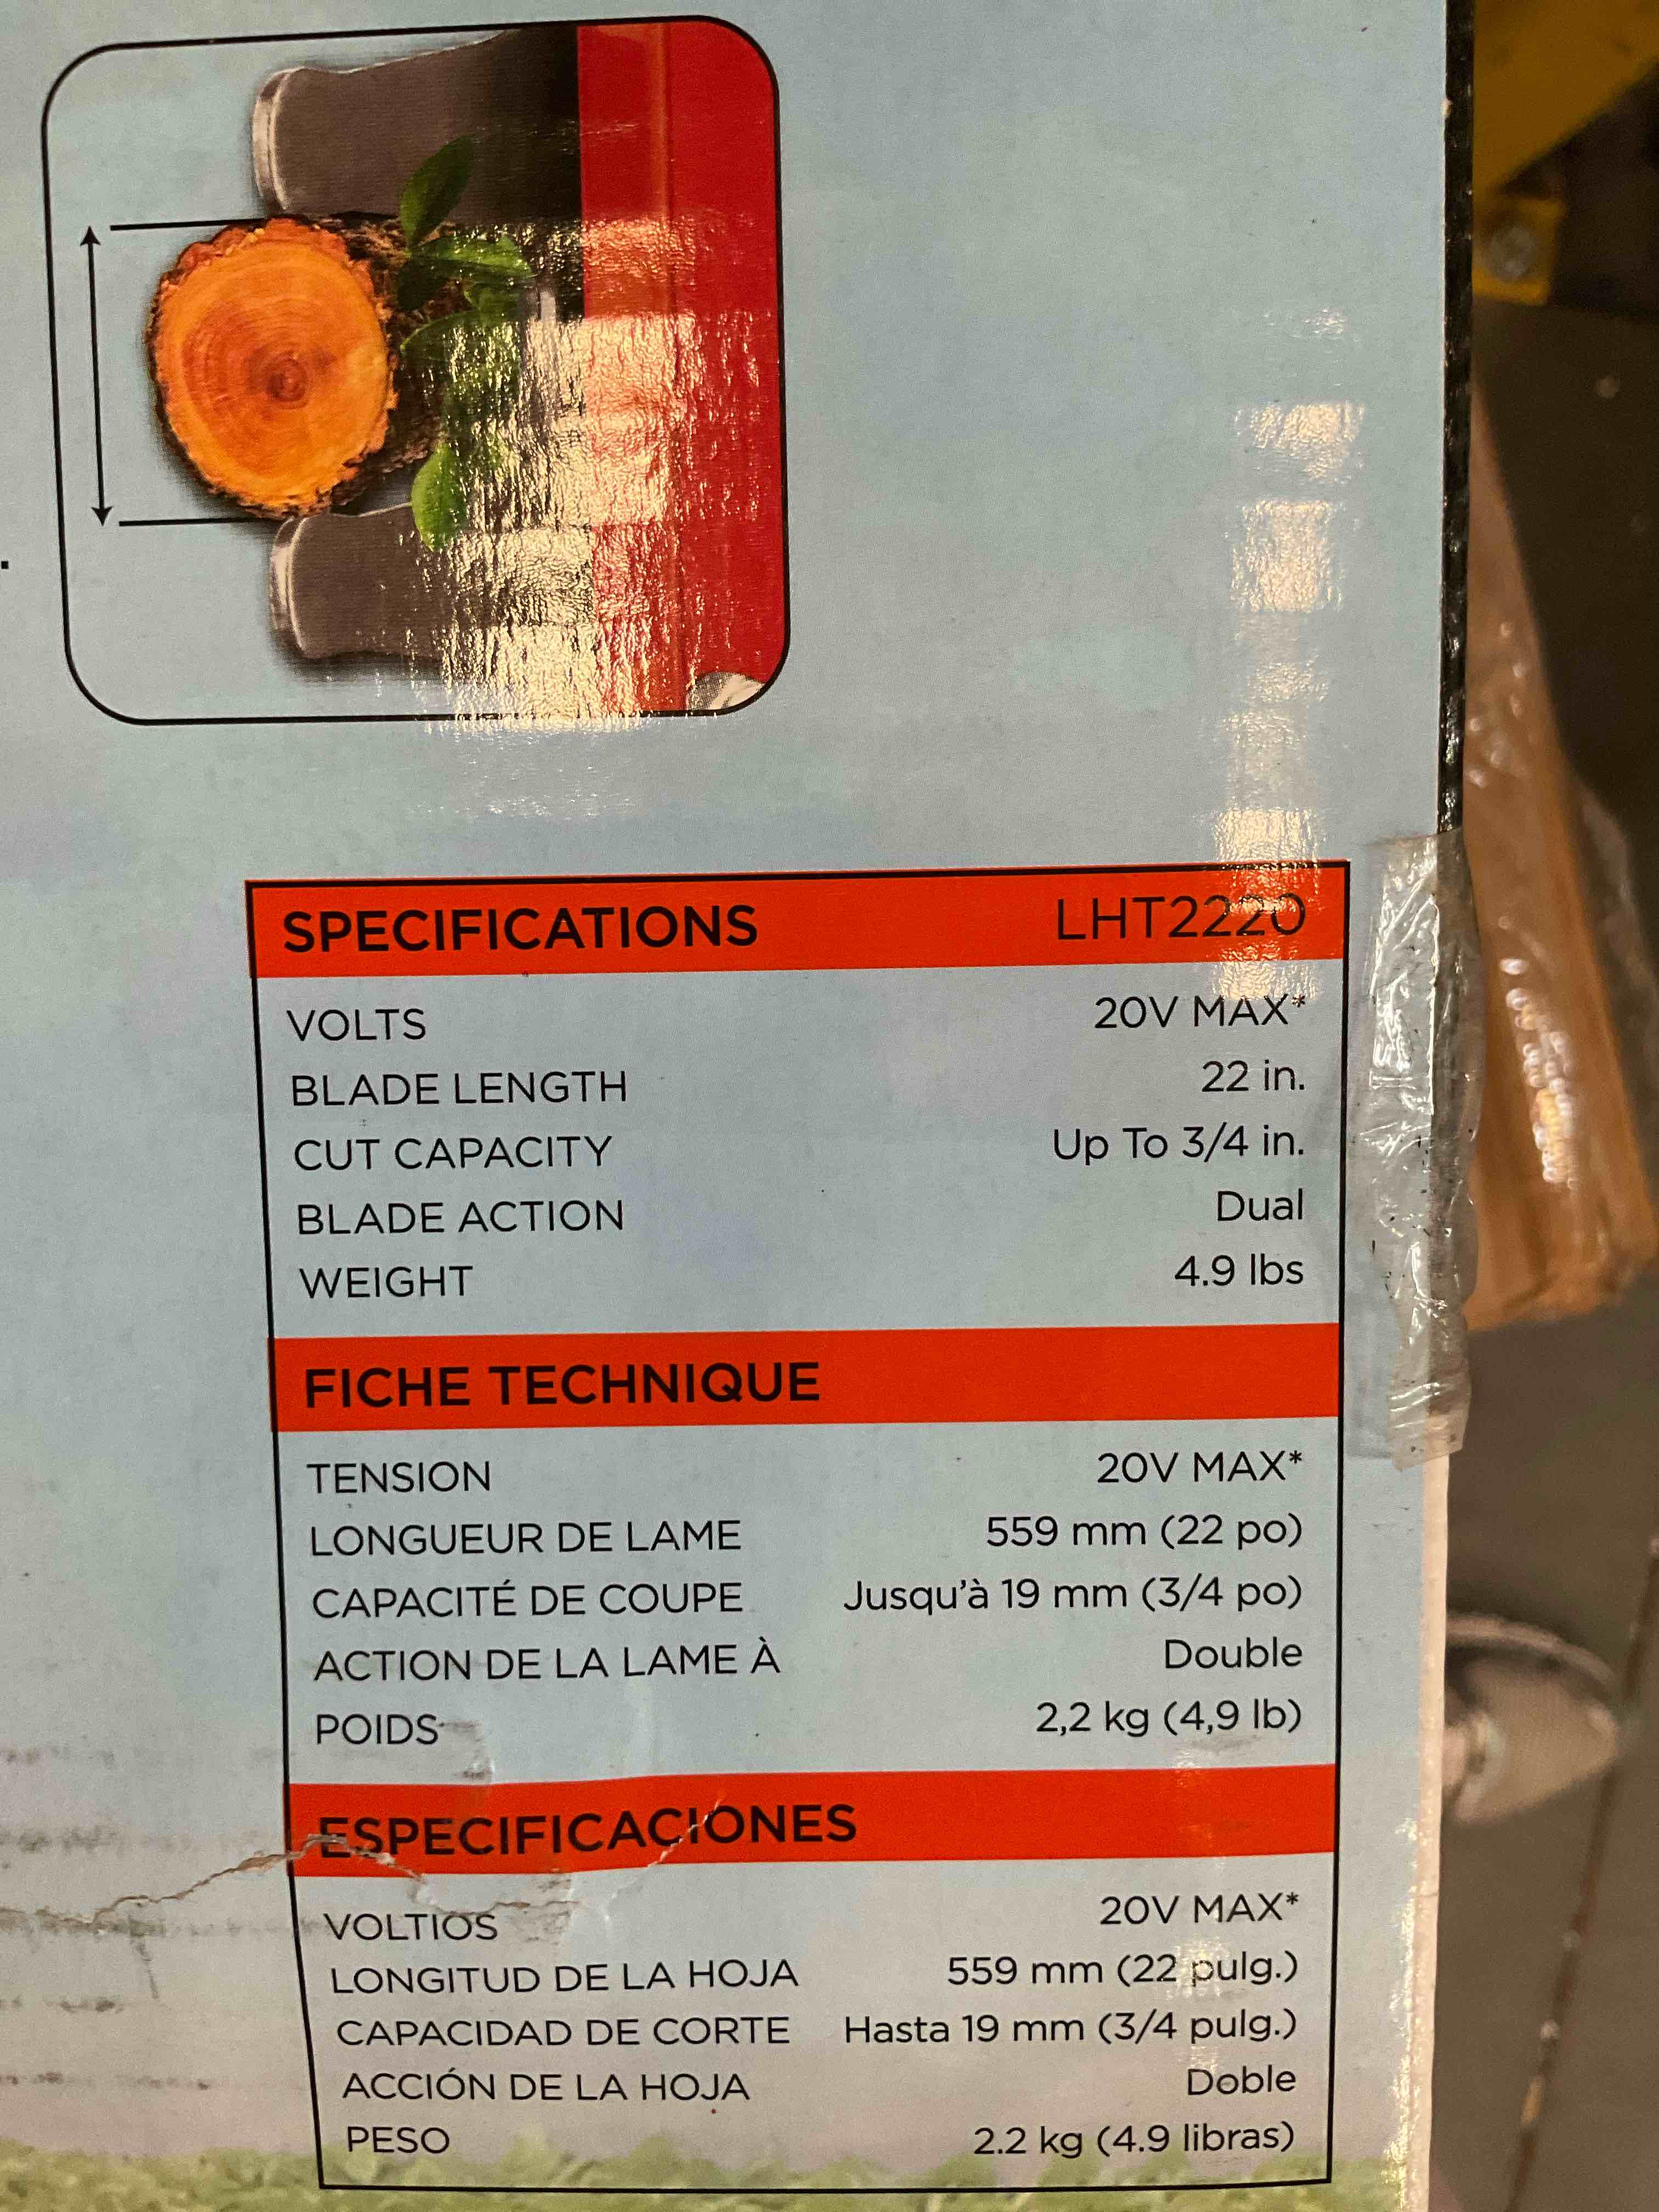 SPECIFICATIONS LHT2220
VOLTS 20V MAX*
BLADE LENGTH 22 in.
CUT CAPACITY Up To 3/4 in.
BLADE ACTION Dual
WEIGHT 4.9 lbs
FICHE TECHNIQUE
TENSION 20V MAX*
LONGUEUR DE LAME 559 mm (22 po)
CAPACITÉ DE COUPE Jusqu'à 19 mm (3/4 po)
ACTION DE LA LAME À Double
POIDS 2,2 kg (4,9 lb)
ESPECIFICACIONES
VOLTIOS 20V MAX*
LONGITUD DE LA HOJA 559 mm (22 pulg.)
CAPACIDAD DE CORTE Hasta 19 mm (3/4 pulg.)
ACCIÓN DE LA HOJA Doble
PESO 2.2 kg (4.9 libras)